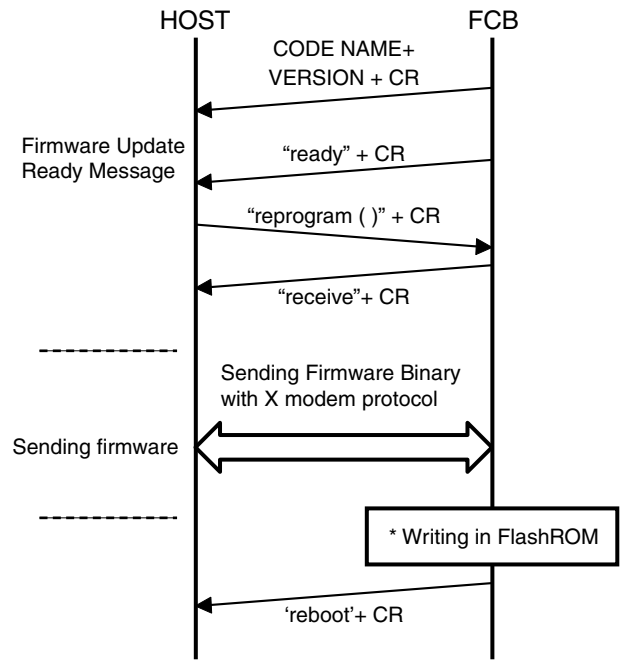 HOST
FCB
CODE NAME+
VERSION + CR
Firmware Update
Ready Message
“ready” + CR
“reprogram ( )” + CR
“receive”+ CR
Sending Firmware Binary
with X modem protocol
Sending firmware
* Writing in FlashROM
‘reboot’+ CR